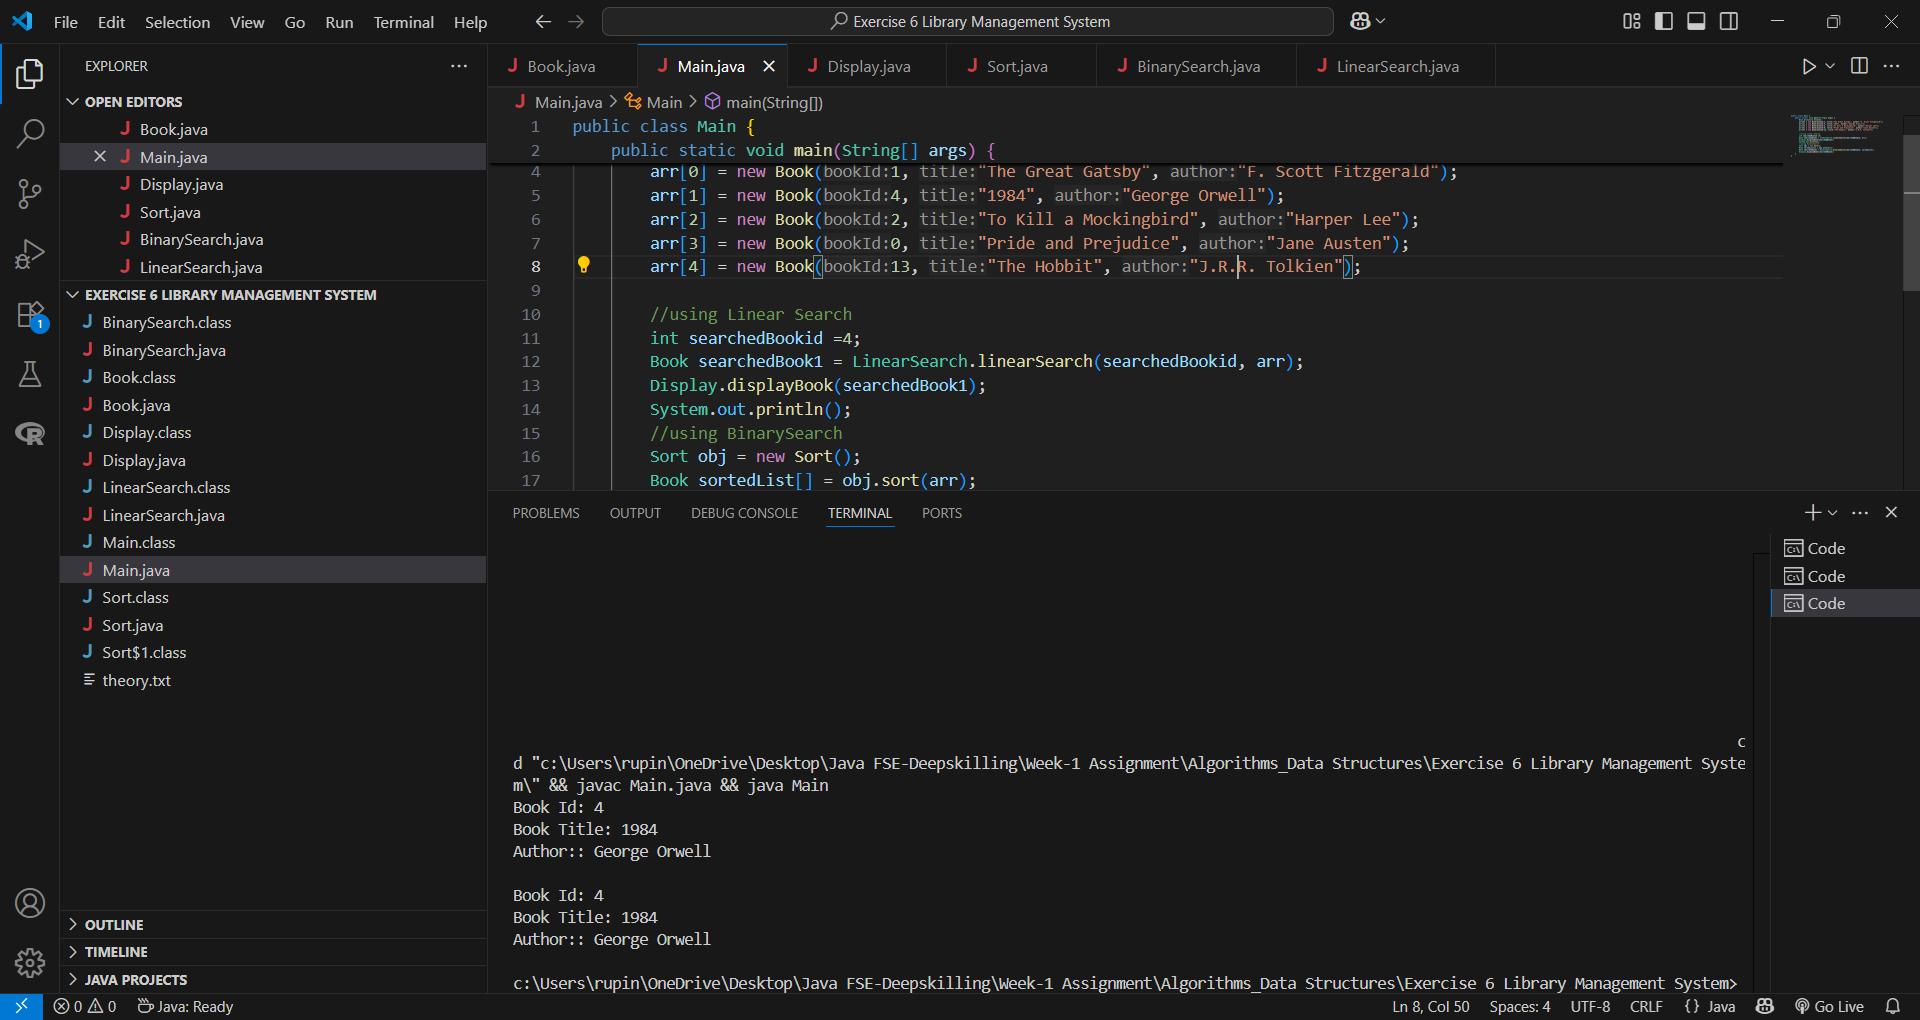 File Edit Selection View Go Run Terminal Help
Exercise 6 Library Management System
EXPLORER
OPEN EDITORS
Book.java
Main.java
Display.java
Sort.java
BinarySearch.java
LinearSearch.java
EXERCISE 6 LIBRARY MANAGEMENT SYSTEM
BinarySearch.class
BinarySearch.java
Book.class
Book.java
Display.class
Display.java
LinearSearch.class
LinearSearch.java
Main.class
Main.java
Sort.class
Sort.java
Sort$1.class
theory.txt
OUTLINE
TIMELINE
JAVA PROJECTS
1
Book.java Main.java Display.java Sort.java BinarySearch.java LinearSearch.java
Main.java > Main > main(String[])
1 public class Main {
2 public static void main(String[] args) {
4 arr[0] = new Book(bookId:1, title:"The Great Gatsby", author:"F. Scott Fitzgerald");
5 arr[1] = new Book(bookId:4, title:"1984", author:"George Orwell");
6 arr[2] = new Book(bookId:2, title:"To Kill a Mockingbird", author:"Harper Lee");
7 arr[3] = new Book(bookId:0, title:"Pride and Prejudice", author:"Jane Austen");
8 arr[4] = new Book(bookId:13, title:"The Hobbit", author:"J.R.R. Tolkien");
9
10 //using Linear Search
11 int searchedBookid =4;
12 Book searchedBook1 = LinearSearch.linearSearch(searchedBookid, arr);
13 Display.displayBook(searchedBook1);
14 System.out.println();
15 //using BinarySearch
16 Sort obj = new Sort();
17 Book sortedList[] = obj.sort(arr);
PROBLEMS OUTPUT DEBUG CONSOLE TERMINAL PORTS
Code
Code
Code
c
d "c:\Users\rupin\OneDrive\Desktop\Java FSE-Deepskilling\Week-1 Assignment\Algorithms_Data Structures\Exercise 6 Library Management Syste
m\" && javac Main.java && java Main
Book Id: 4
Book Title: 1984
Author:: George Orwell
Book Id: 4
Book Title: 1984
Author:: George Orwell
c:\Users\rupin\OneDrive\Desktop\Java FSE-Deepskilling\Week-1 Assignment\Algorithms_Data Structures\Exercise 6 Library Management System>
0 0 Java: Ready Ln 8, Col 50 Spaces: 4 UTF-8 CRLF {} Java Go Live